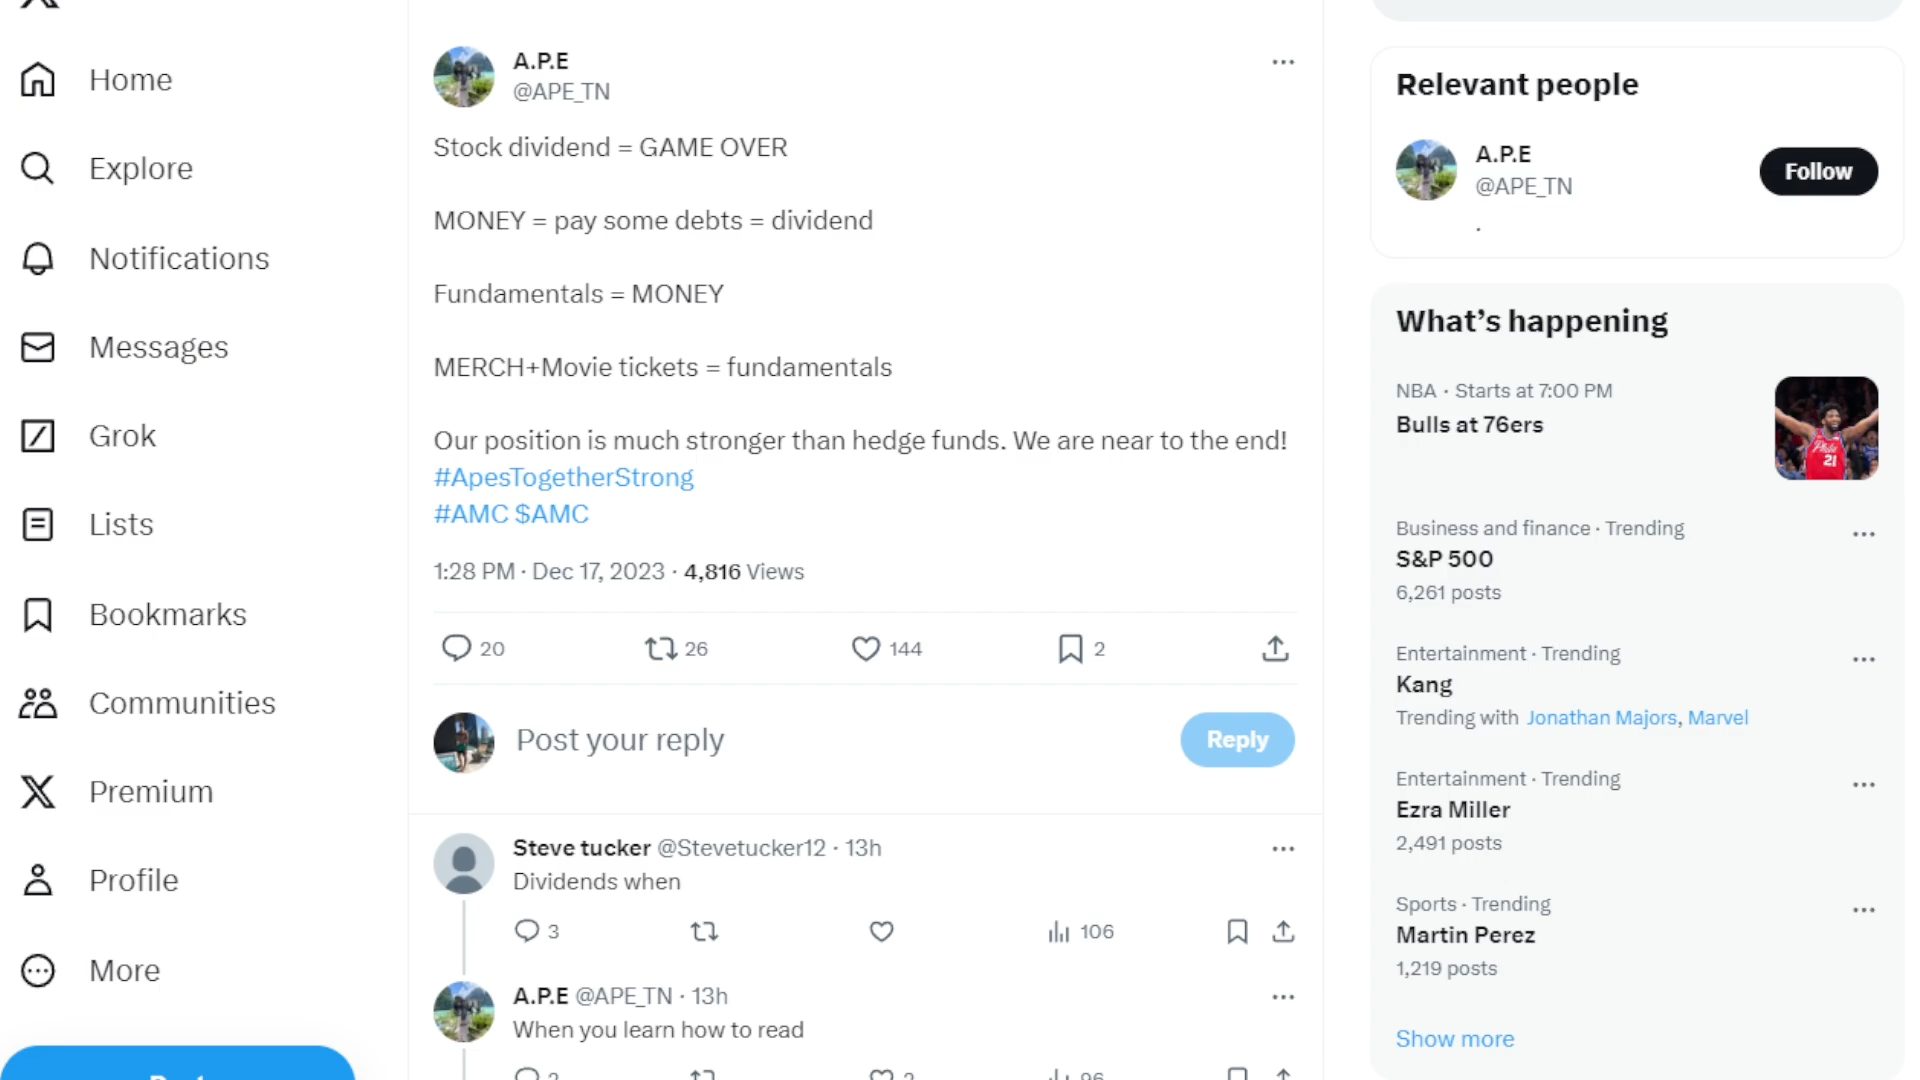 Home
Explore
Notifications
Messages
Grok
Lists
Bookmarks
Communities
Premium
Profile
More
A.P.E
@APE_TN
Stock dividend = GAME OVER
MONEY = pay some debts = dividend
Fundamentals = MONEY
MERCH+Movie tickets = fundamentals
Our position is much stronger than hedge funds. We are near to the end!
#ApesTogetherStrong
#AMC $AMC
1:28 PM · Dec 17, 2023 · 4,816 Views
20 26 144 2
Post your reply
Reply
Steve tucker @Stevetucker12 · 13h
Dividends when
3 106
A.P.E @APE_TN · 13h
When you learn how to read
2 2 96
Relevant people
A.P.E
@APE_TN
Follow
.
What's happening
NBA · Starts at 7:00 PM
Bulls at 76ers
Business and finance · Trending
S&P 500
6,261 posts
Entertainment · Trending
Kang
Trending with Jonathan Majors, Marvel
Entertainment · Trending
Ezra Miller
2,491 posts
Sports · Trending
Martin Perez
1,219 posts
Show more